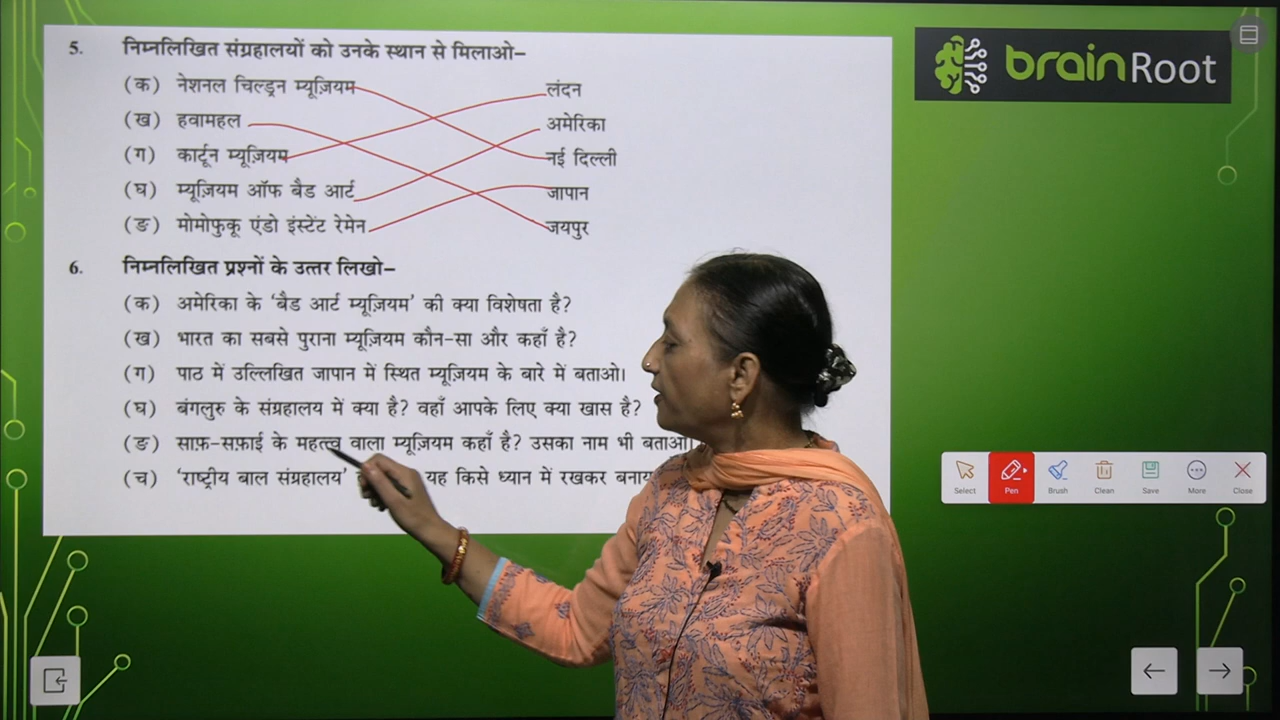 brainRoot
5. निम्नलिखित संग्रहालयों को उनके स्थान से मिलाओ–
(क) नेशनल चिल्ड्रन म्यूज़ियम लंदन
(ख) हवामहल अमेरिका
(ग) कार्टून म्यूज़ियम नई दिल्ली
(घ) म्यूज़ियम ऑफ बैड आर्ट जापान
(ङ) मोमोफुकू एंडो इंस्टेंट रेमेन जयपुर
6. निम्नलिखित प्रश्नों के उत्तर लिखो–
(क) अमेरिका के ‘बैड आर्ट म्यूज़ियम’ की क्या विशेषता है?
(ख) भारत का सबसे पुराना म्यूज़ियम कौन-सा और कहाँ है?
(ग) पाठ में उल्लिखित जापान में स्थित म्यूज़ियम के बारे में बताओ।
(घ) बंगलुरु के संग्रहालय में क्या है? वहाँ आपके लिए क्या खास है?
(ङ) साफ़-सफ़ाई के महत्त्व वाला म्यूज़ियम कहाँ है? उसका नाम भी बताओ।
(च) ‘राष्ट्रीय बाल संग्रहालय’ यह किसे ध्यान में रखकर
Select Pen Brush Clean Save More Close